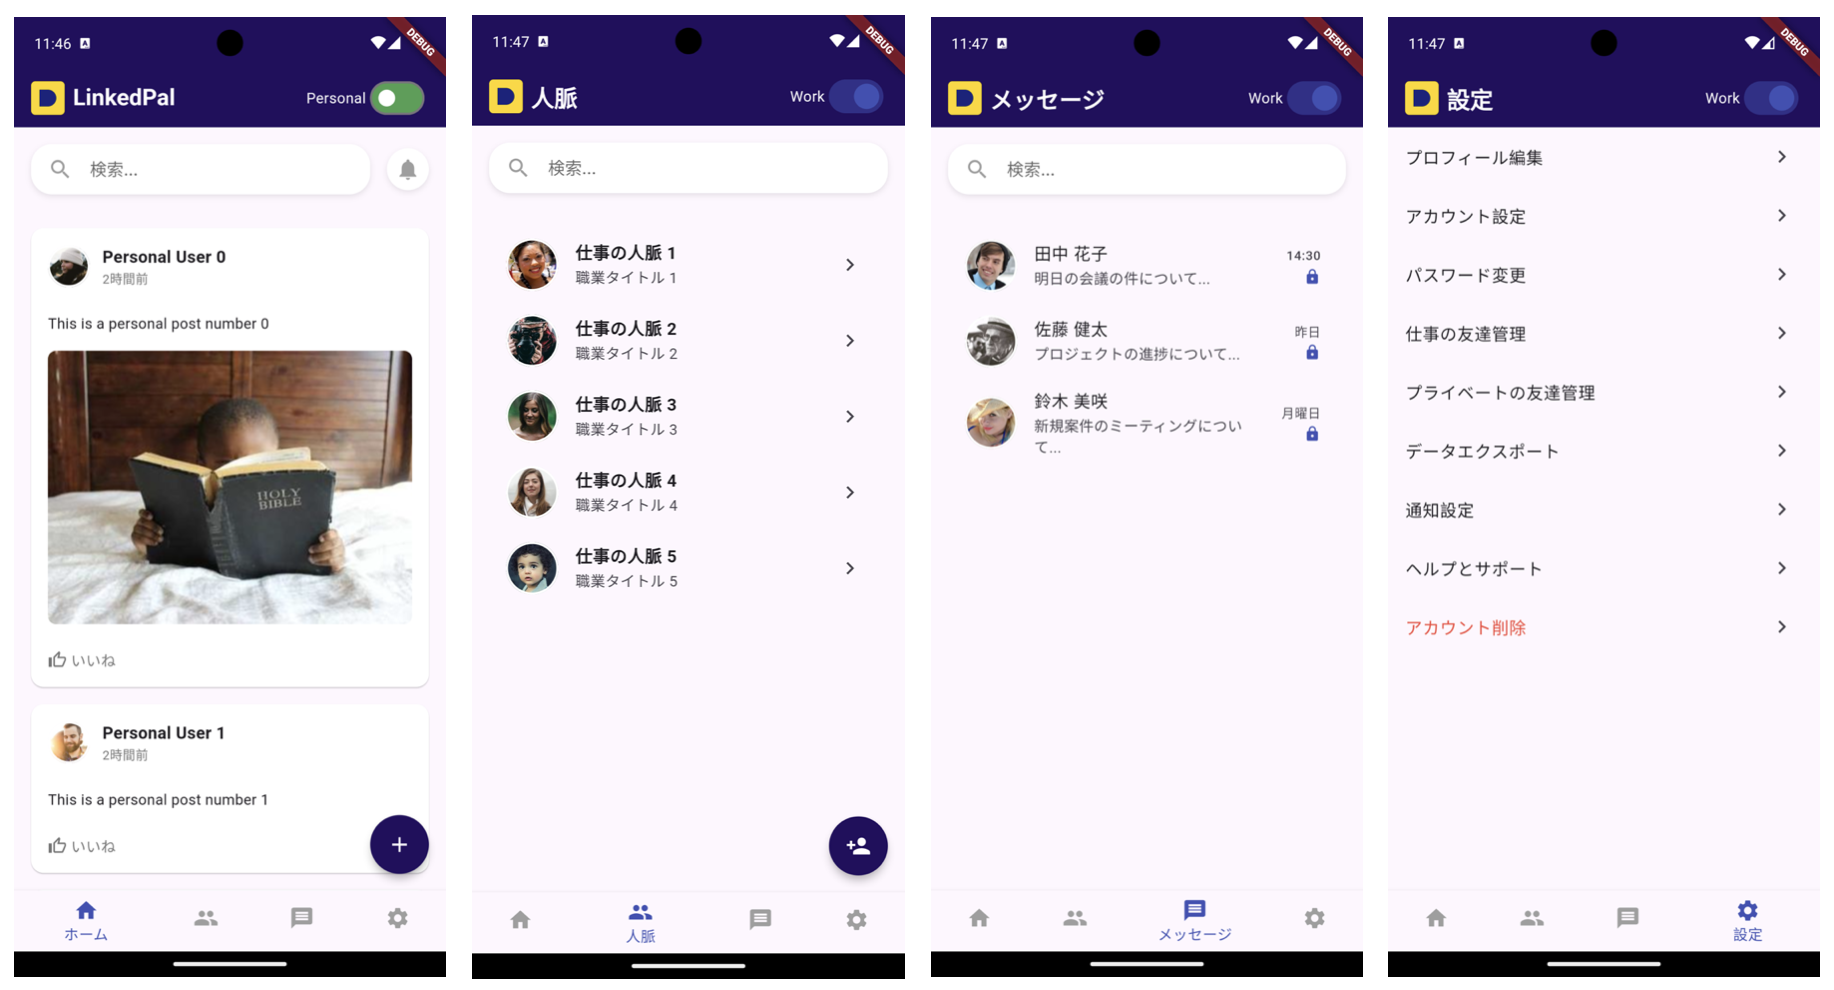 11:46
DEBUG
LinkedPal
Personal
検索...
Personal User 0
2時間前
This is a personal post number 0
HOLY
BIBLE
いいね
Personal User 1
2時間前
This is a personal post number 1
いいね
ホーム
11:47
DEBUG
人脈
Work
検索...
仕事の人脈 1
職業タイトル 1
仕事の人脈 2
職業タイトル 2
仕事の人脈 3
職業タイトル 3
仕事の人脈 4
職業タイトル 4
仕事の人脈 5
職業タイトル 5
人脈
11:47
DEBUG
メッセージ
Work
検索...
田中 花子
14:30
明日の会議の件について...
佐藤 健太
昨日
プロジェクトの進捗について...
鈴木 美咲
月曜日
新規案件のミーティングについ
て...
メッセージ
11:47
DEBUG
設定
Work
プロフィール編集
アカウント設定
パスワード変更
仕事の友達管理
プライベートの友達管理
データエクスポート
通知設定
ヘルプとサポート
アカウント削除
設定